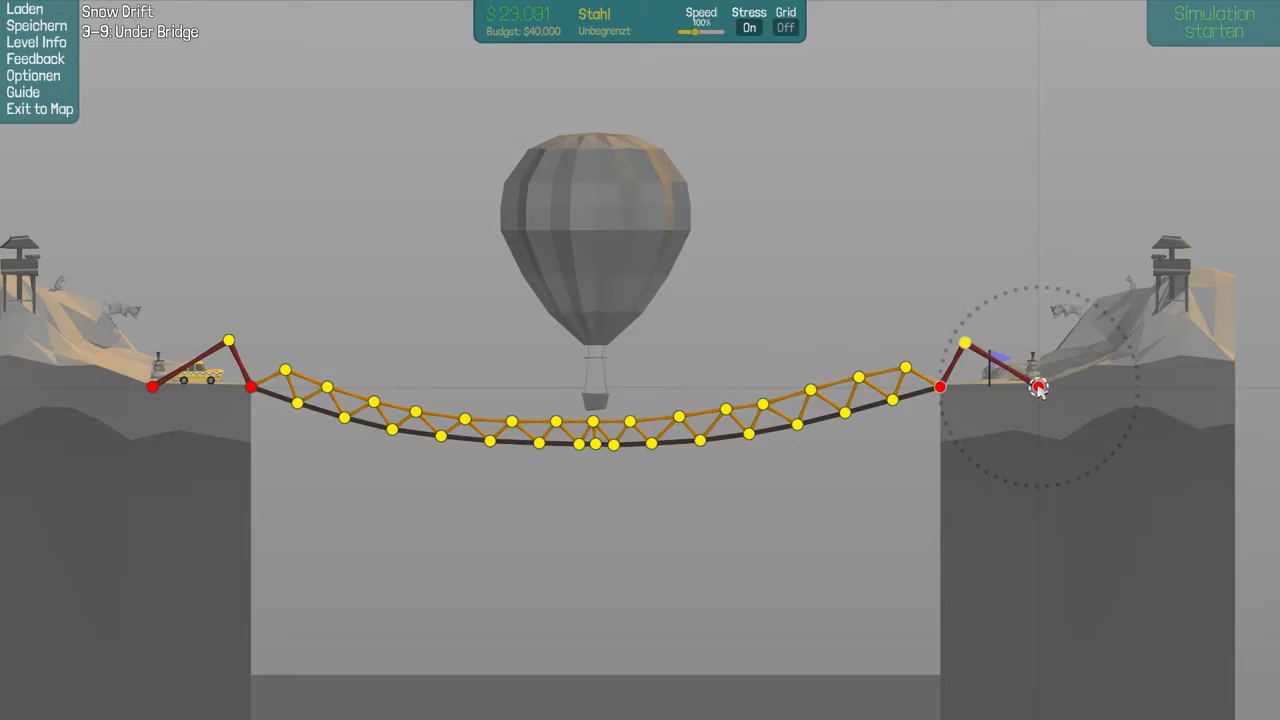 Laden
Speichern
Level Info
Feedback
Optionen
Guide
Exit to Map
Snow Drift
3-9: Under Bridge
$ 23,091
Budget: $40,000
Stahl
Unbegrenzt
Speed
100%
Stress
On
Grid
Off
Simulation
starten